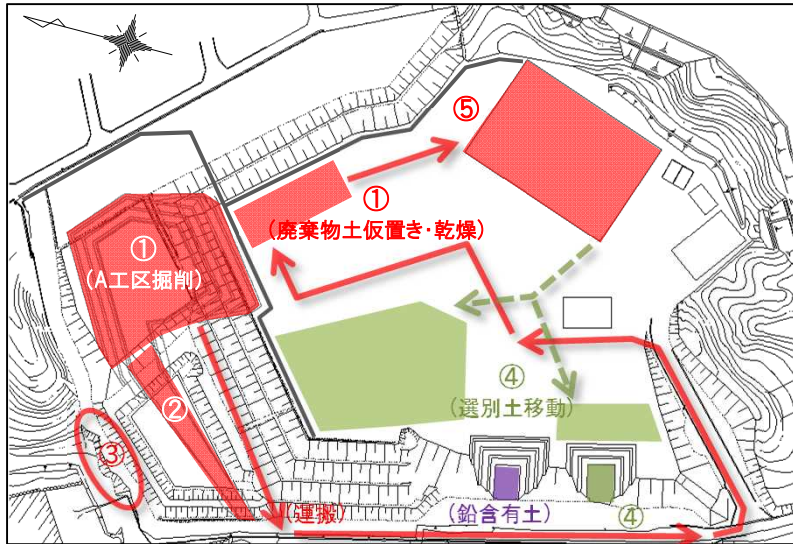 ⑤
①
(廃棄物土仮置き・乾燥)
①
(A工区掘削)
④
(選別土移動)
②
③
(運搬)
(鉛含有土)
④